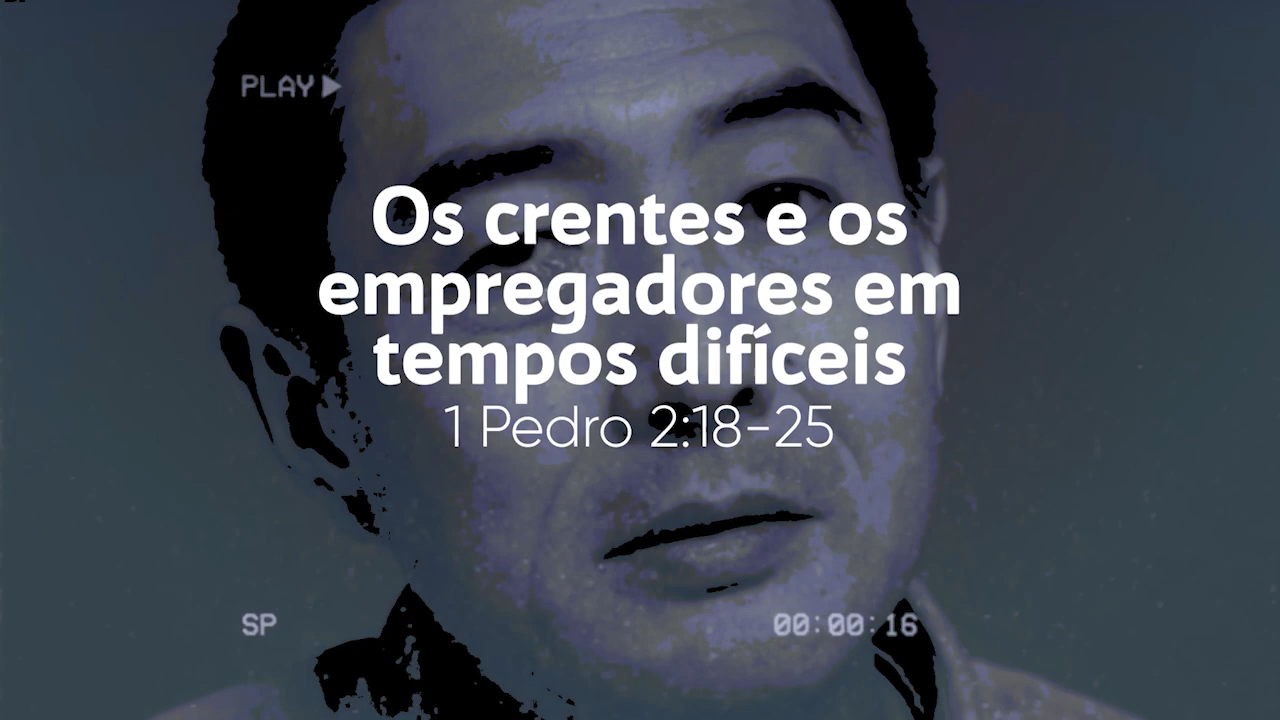 PLAY
Os crentes e os
empregadores em
tempos difíceis
1 Pedro 2:18-25
SP
00:00:16